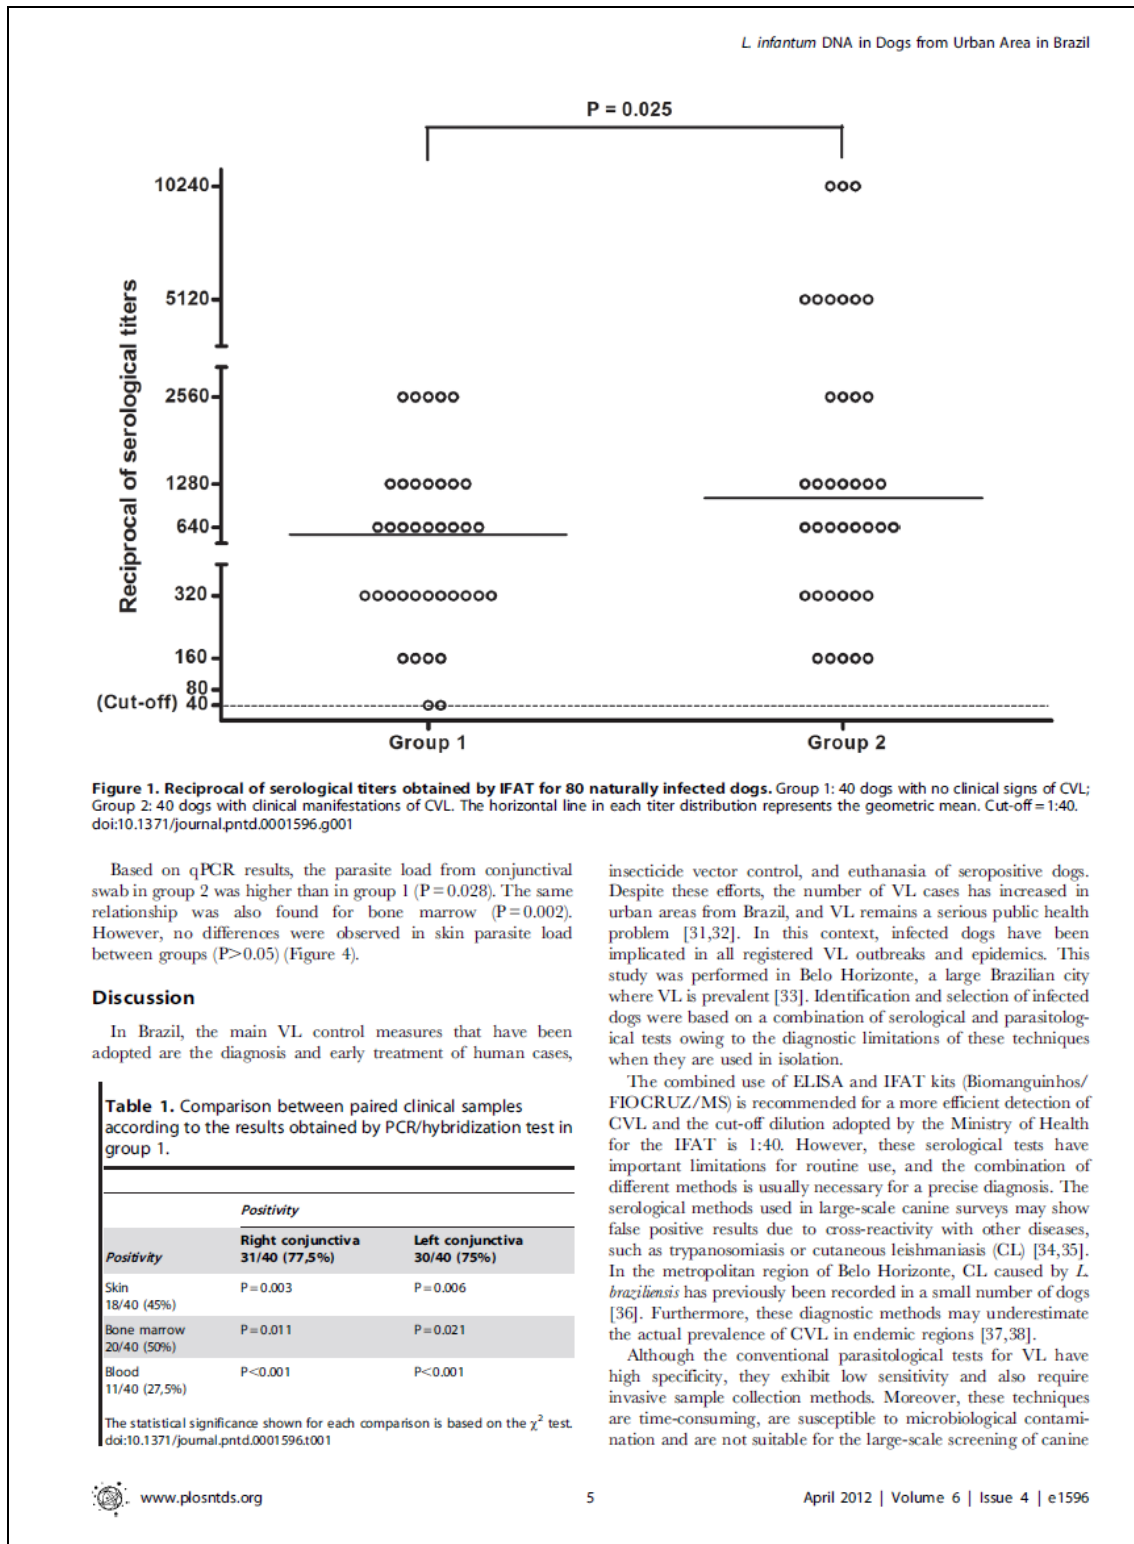 L. infantum DNA in Dogs from Urban Area in Brazil
P = 0.025
Reciprocal of serological titers
10240
5120
2560
1280
640
320
160
80
(Cut-off) 40
Group 1
Group 2
Figure 1. Reciprocal of serological titers obtained by IFAT for 80 naturally infected dogs. Group 1: 40 dogs with no clinical signs of CVL;
Group 2: 40 dogs with clinical manifestations of CVL. The horizontal line in each titer distribution represents the geometric mean. Cut-off = 1:40.
doi:10.1371/journal.pntd.0001596.g001
Based on qPCR results, the parasite load from conjunctival
swab in group 2 was higher than in group 1 (P = 0.028). The same
relationship was also found for bone marrow (P = 0.002).
However, no differences were observed in skin parasite load
between groups (P>0.05) (Figure 4).
Discussion
In Brazil, the main VL control measures that have been
adopted are the diagnosis and early treatment of human cases,
Table 1. Comparison between paired clinical samples
according to the results obtained by PCR/hybridization test in
group 1.
Positivity
Positivity
Right conjunctiva
31/40 (77,5%)
Left conjunctiva
30/40 (75%)
Skin
18/40 (45%)
P = 0.003
P = 0.006
Bone marrow
20/40 (50%)
P = 0.011
P = 0.021
Blood
11/40 (27,5%)
P<0.001
P<0.001
The statistical significance shown for each comparison is based on the χ2 test.
doi:10.1371/journal.pntd.0001596.t001
insecticide vector control, and euthanasia of seropositive dogs.
Despite these efforts, the number of VL cases has increased in
urban areas from Brazil, and VL remains a serious public health
problem [31,32]. In this context, infected dogs have been
implicated in all registered VL outbreaks and epidemics. This
study was performed in Belo Horizonte, a large Brazilian city
where VL is prevalent [33]. Identification and selection of infected
dogs were based on a combination of serological and parasitolog-
ical tests owing to the diagnostic limitations of these techniques
when they are used in isolation.
The combined use of ELISA and IFAT kits (Biomanguinhos/
FIOCRUZ/MS) is recommended for a more efficient detection of
CVL and the cut-off dilution adopted by the Ministry of Health
for the IFAT is 1:40. However, these serological tests have
important limitations for routine use, and the combination of
different methods is usually necessary for a precise diagnosis. The
serological methods used in large-scale canine surveys may show
false positive results due to cross-reactivity with other diseases,
such as trypanosomiasis or cutaneous leishmaniasis (CL) [34,35].
In the metropolitan region of Belo Horizonte, CL caused by L.
braziliensis has previously been recorded in a small number of dogs
[36]. Furthermore, these diagnostic methods may underestimate
the actual prevalence of CVL in endemic regions [37,38].
Although the conventional parasitological tests for VL have
high specificity, they exhibit low sensitivity and also require
invasive sample collection methods. Moreover, these techniques
are time-consuming, are susceptible to microbiological contami-
nation and are not suitable for the large-scale screening of canine
www.plosntds.org
5
April 2012 | Volume 6 | Issue 4 | e1596